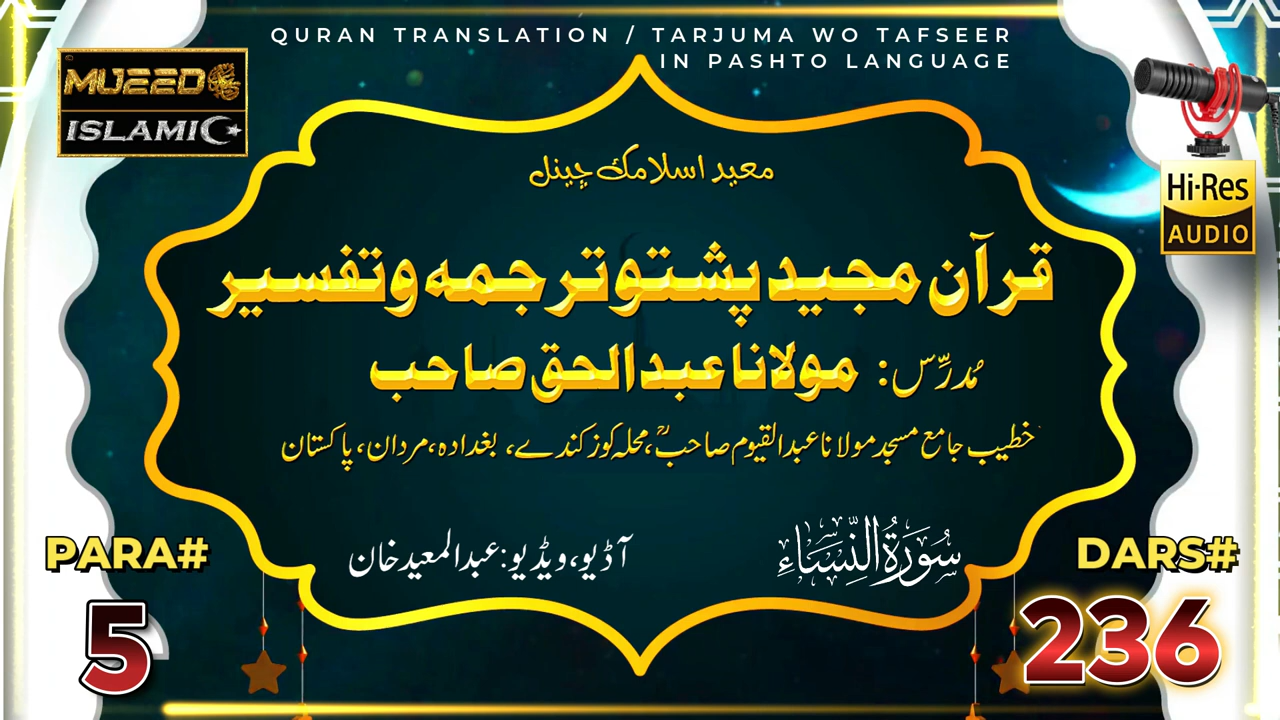 QURAN TRANSLATION / TARJUMA WO TAFSEER
IN PASHTO LANGUAGE
MUEED
ISLAMIC
Hi-Res
AUDIO
معید اسلامک چینل
قرآن مجید پشتو ترجمہ و تفسیر
مُدرِّس: مولانا عبدالحق صاحب
خطیب جامع مسجد مولانا عبدالقیوم صاحبؒ، محلہ کوز کندے، بغدادہ، مردان، پاکستان
سُورَةُ النِّسَاء
آڈیو، ویڈیو: عبدالمعید خان
PARA#
5
DARS#
236